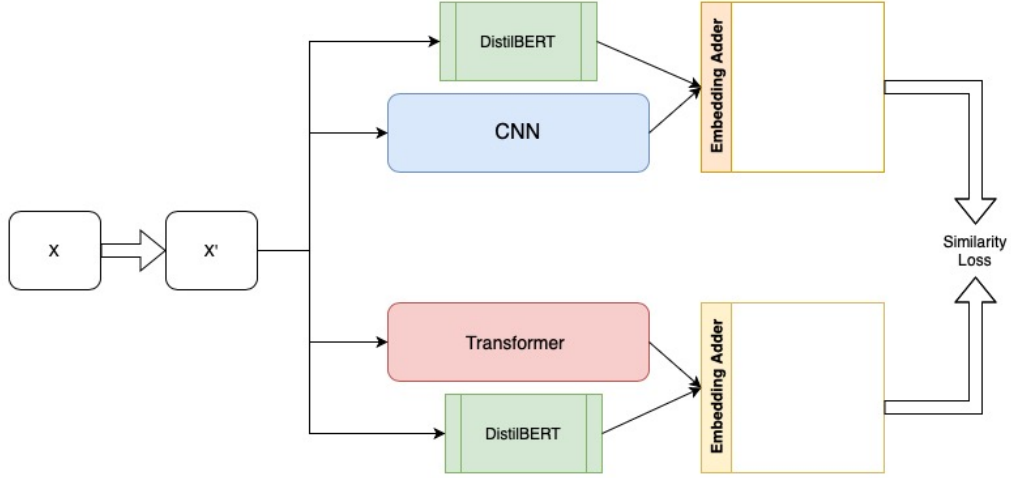 DistilBERT
Embedding Adder
CNN
X
X'
Similarity
Loss
Transformer
Embedding Adder
DistilBERT